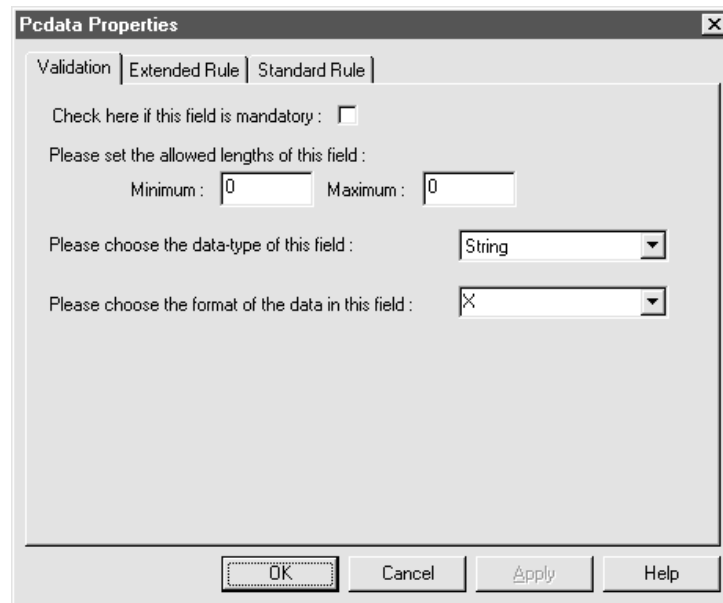 Pcdata Properties
Validation Extended Rule Standard Rule
Check here if this field is mandatory :
Please set the allowed lengths of this field :
Minimum : 0 Maximum : 0
Please choose the data-type of this field : String
Please choose the format of the data in this field : X
OK Cancel Apply Help